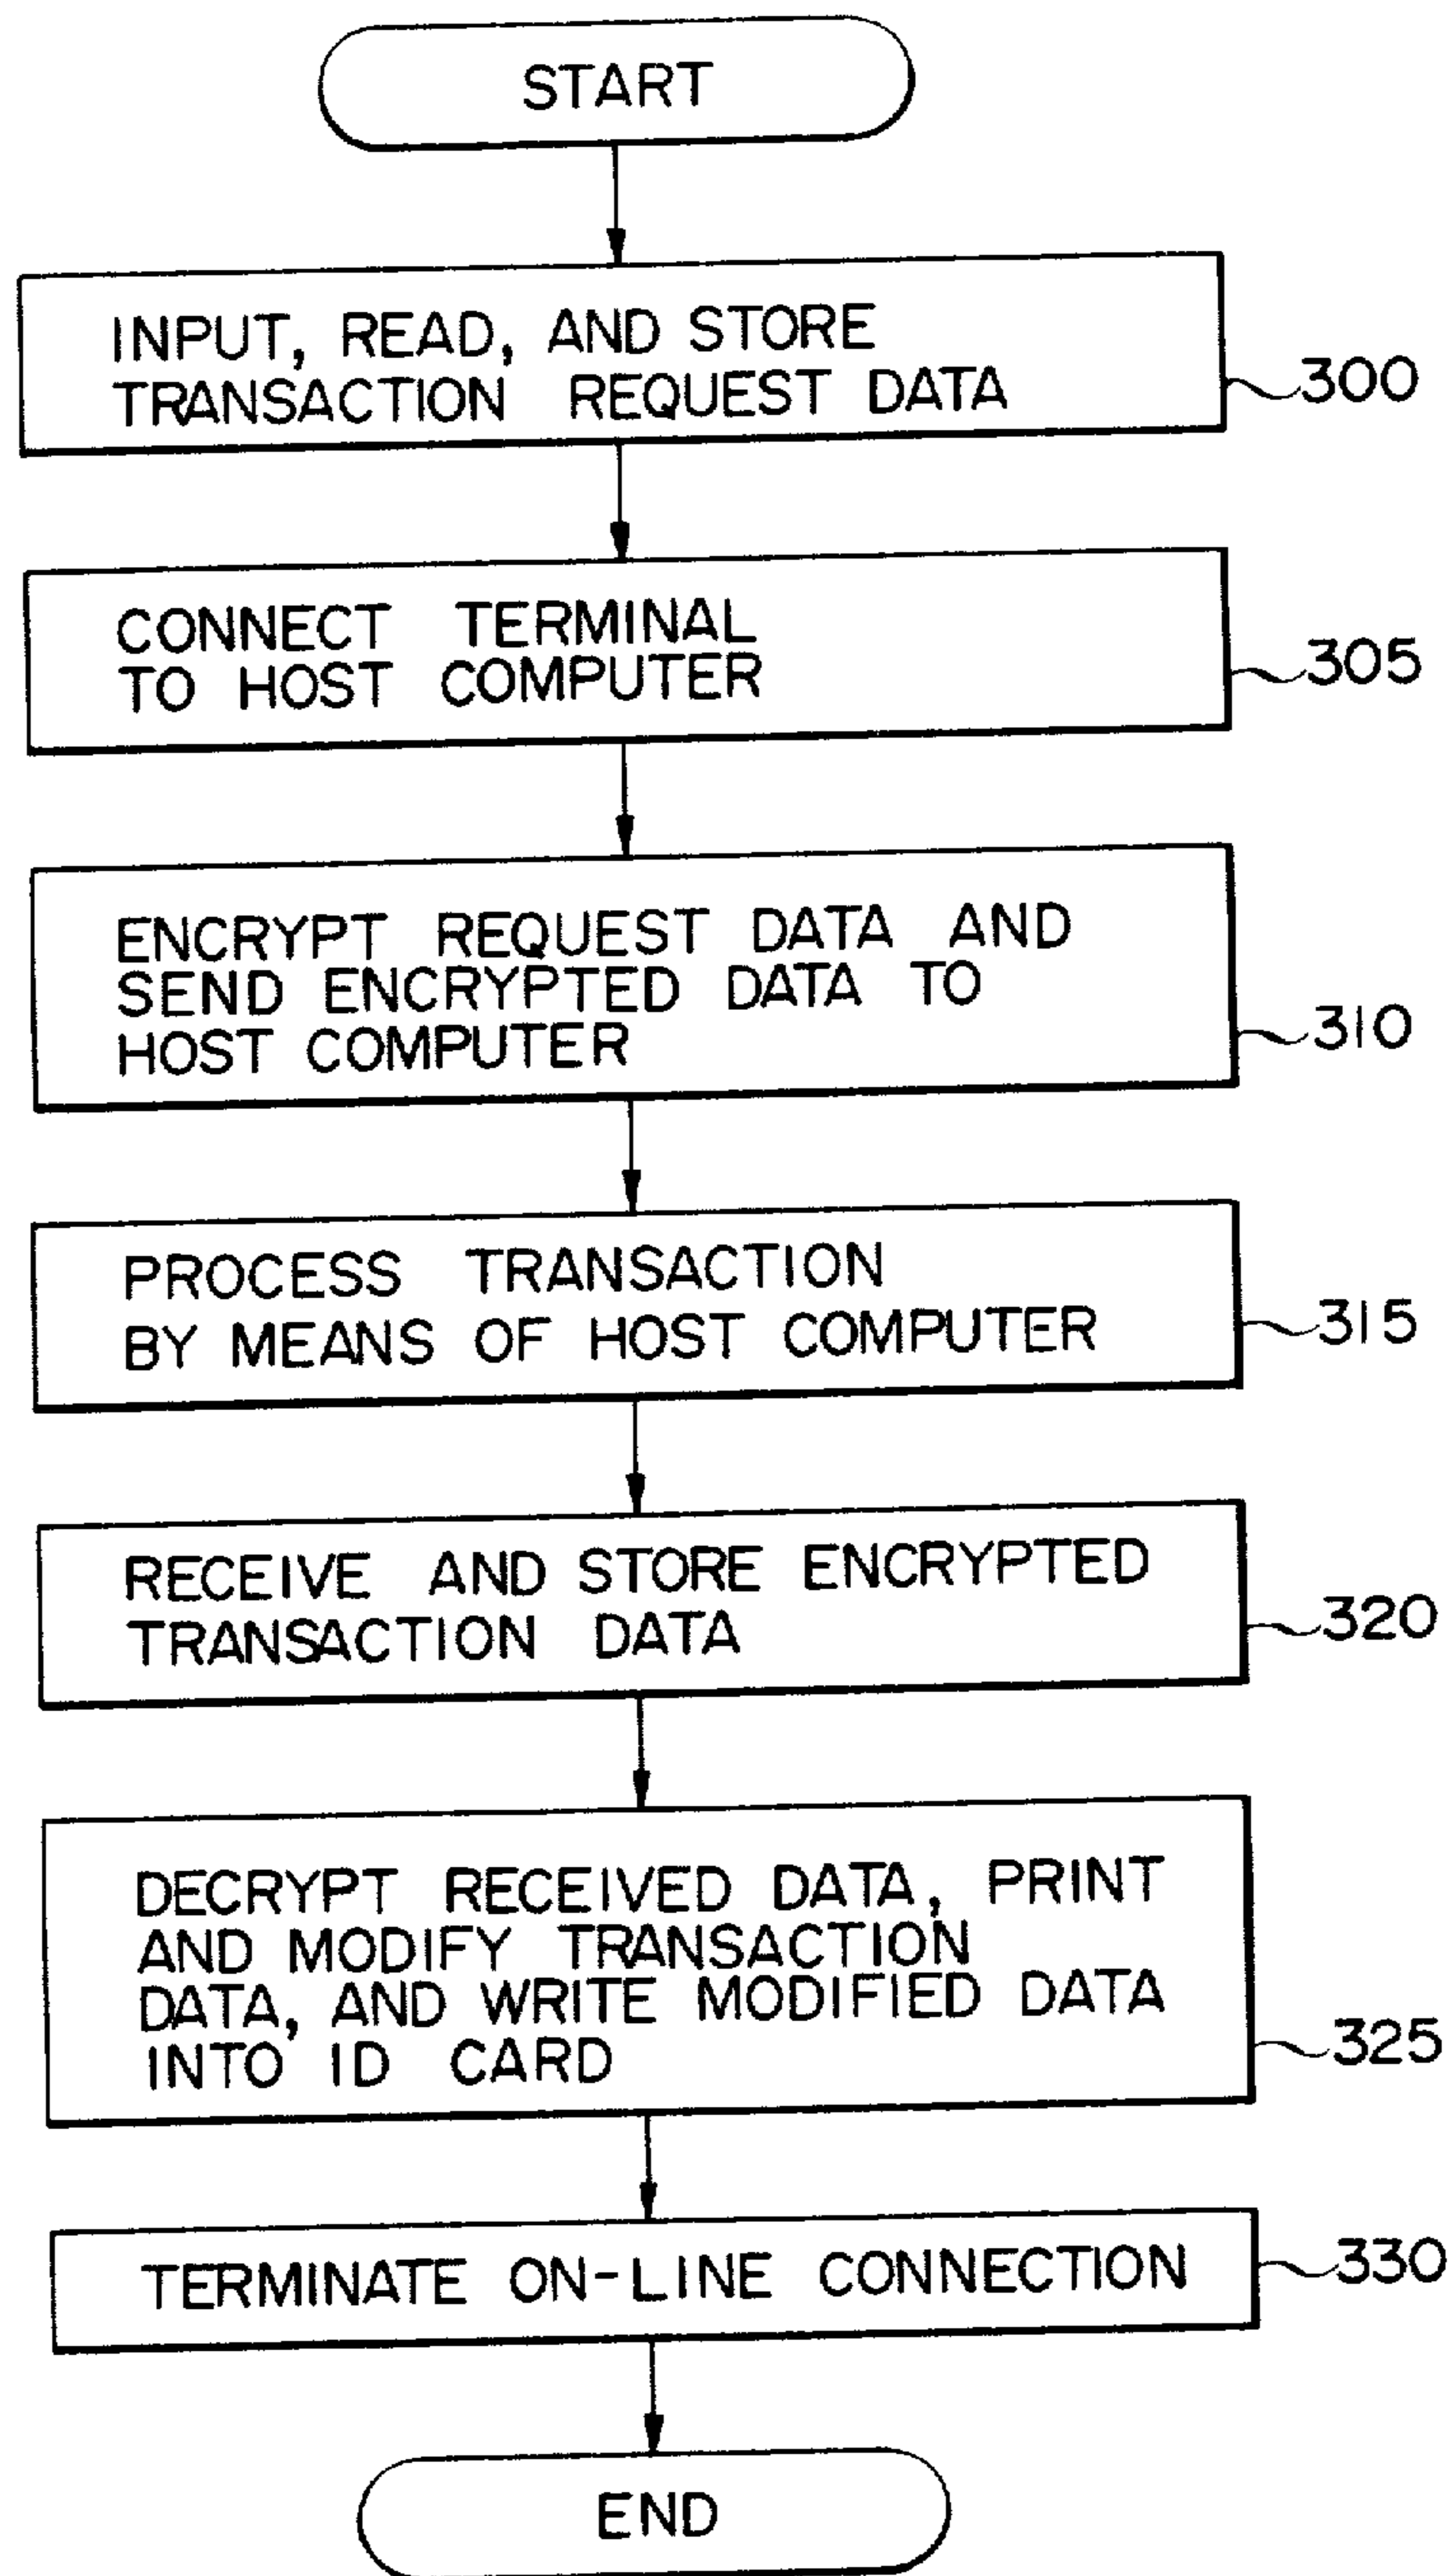 START
INPUT, READ, AND STORE
TRANSACTION REQUEST DATA
300
CONNECT TERMINAL
TO HOST COMPUTER
305
ENCRYPT REQUEST DATA AND
SEND ENCRYPTED DATA TO
HOST COMPUTER
310
PROCESS TRANSACTION
BY MEANS OF HOST COMPUTER
315
RECEIVE AND STORE ENCRYPTED
TRANSACTION DATA
320
DECRYPT RECEIVED DATA, PRINT
AND MODIFY TRANSACTION
DATA, AND WRITE MODIFIED DATA
INTO ID CARD
325
TERMINATE ON-LINE CONNECTION
330
END